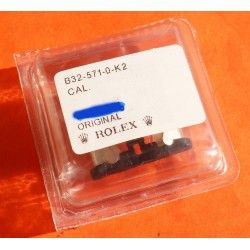 B32-571-0-K2
CAL.
ORIGINAL
ROLEX